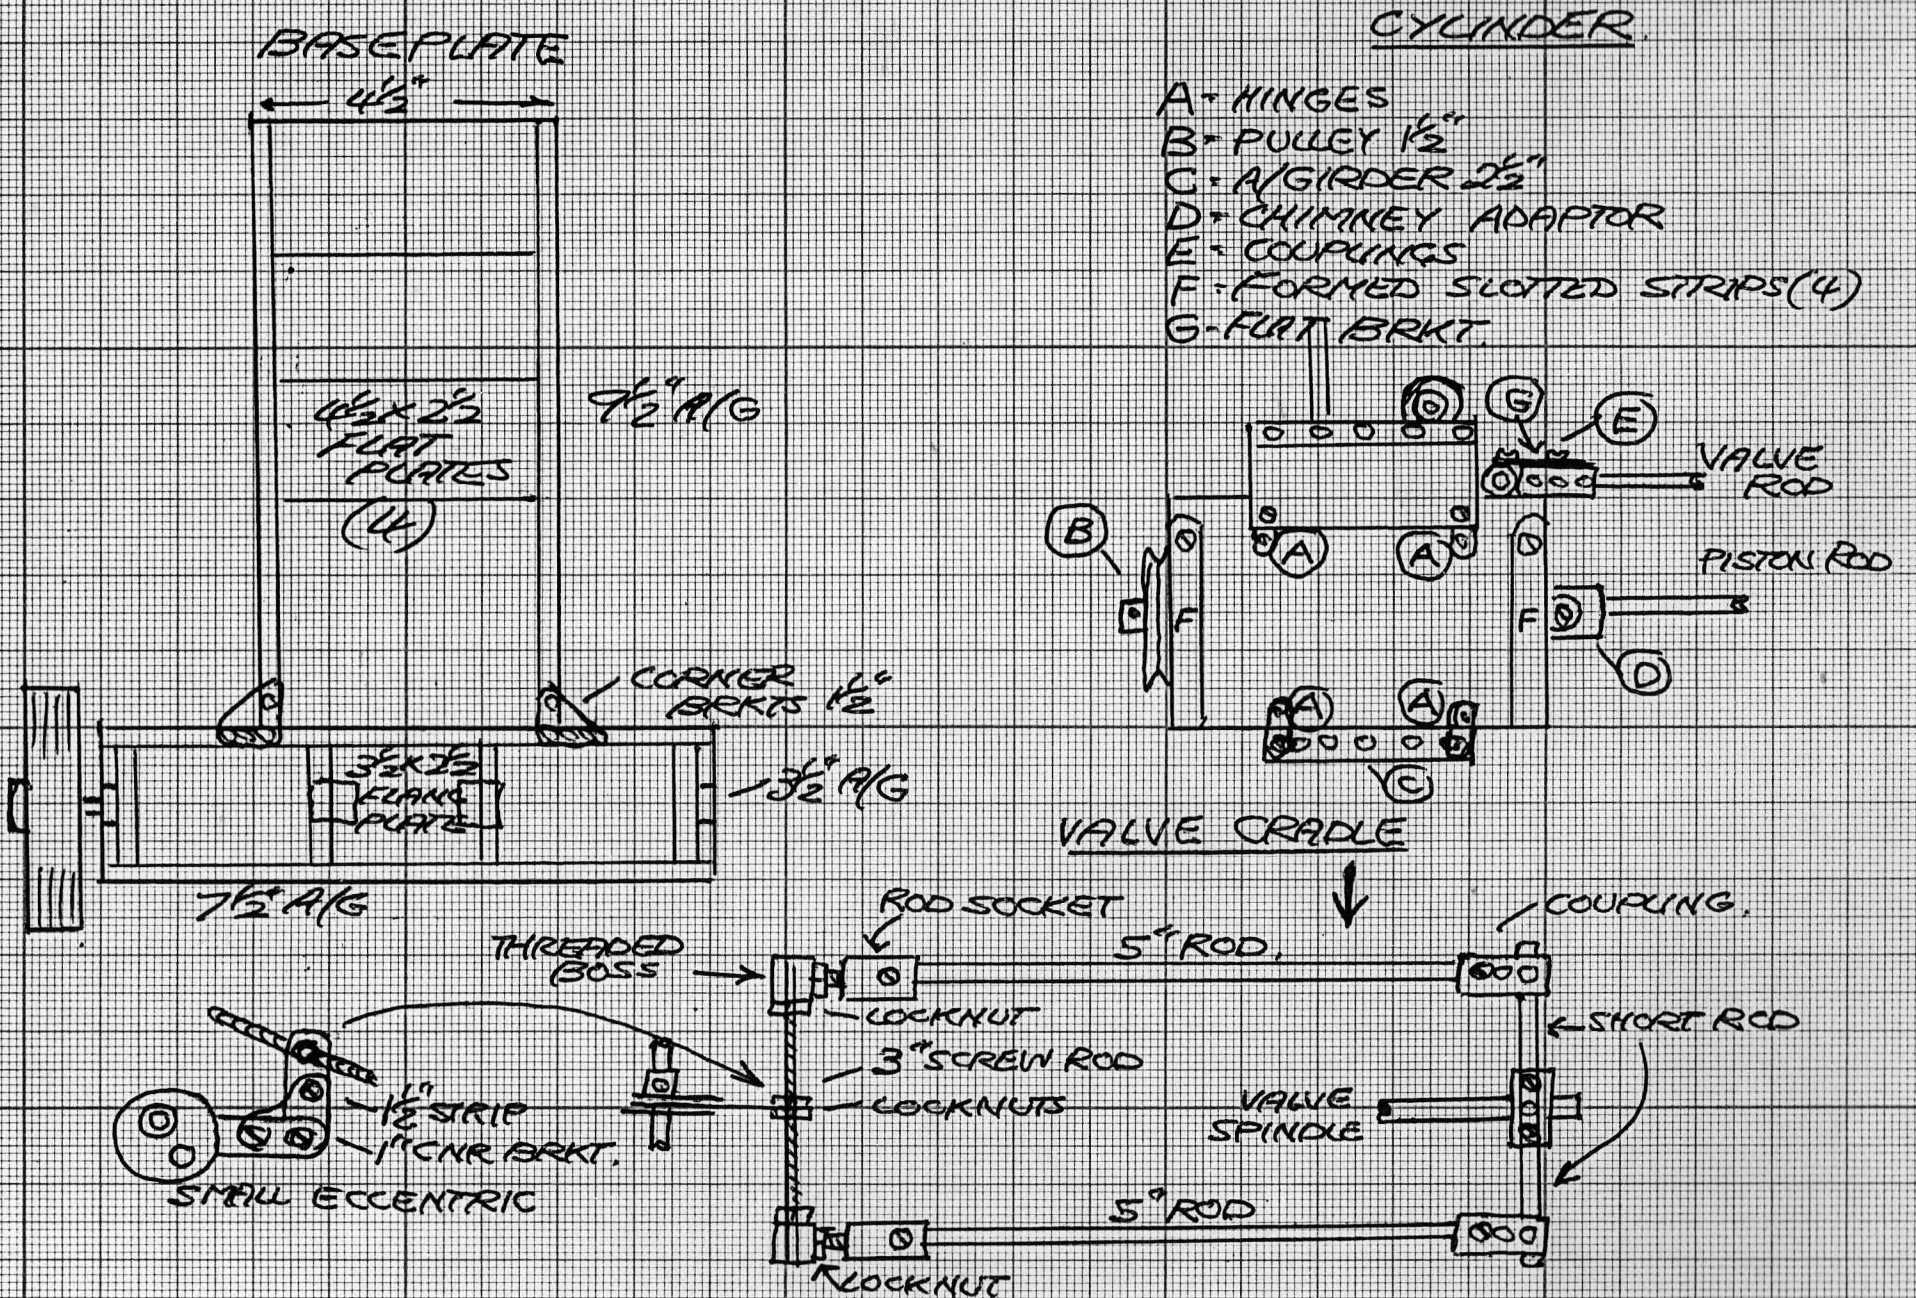 BASEPLATE
4½"
4½ x 2½
FLAT
PLATES
(4)
9½" A/G
CORNER
BRKTS 1½"
3½ x 2½
FLANG
PLATE
3½" A/G
7½" A/G
CYLINDER.
A - HINGES
B - PULLEY 1½"
C - A/GIRDER 2½"
D - CHIMNEY ADAPTOR
E - COUPLINGS
F - FORMED SLOTTED STRIPS (4)
G - FLAT BRKT.
G
E
VALVE
ROD
B
A
A
PISTON ROD
F
F
D
A
A
C
VALVE CRADLE
ROD SOCKET
COUPLING.
THREADED
BOSS
5" ROD.
LOCKNUT
SHORT ROD
3" SCREW ROD
LOCKNUTS
VALVE
SPINDLE
1½" STRIP
1" CNR BRKT.
SMALL ECCENTRIC
5" ROD
LOCKNUT